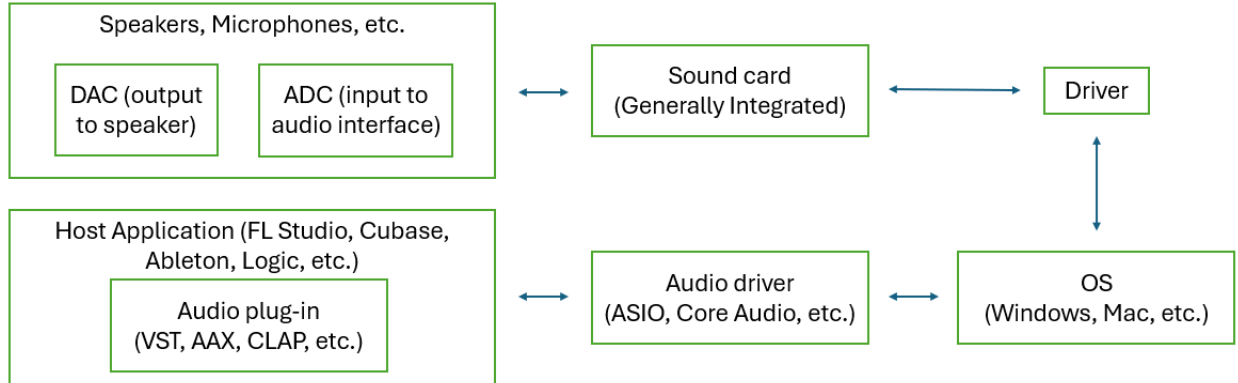 Speakers, Microphones, etc.
DAC (output
to speaker)
ADC (input to
audio interface)
Sound card
(Generally Integrated)
Driver
Host Application (FL Studio, Cubase,
Ableton, Logic, etc.)
Audio plug-in
(VST, AAX, CLAP, etc.)
Audio driver
(ASIO, Core Audio, etc.)
OS
(Windows, Mac, etc.)